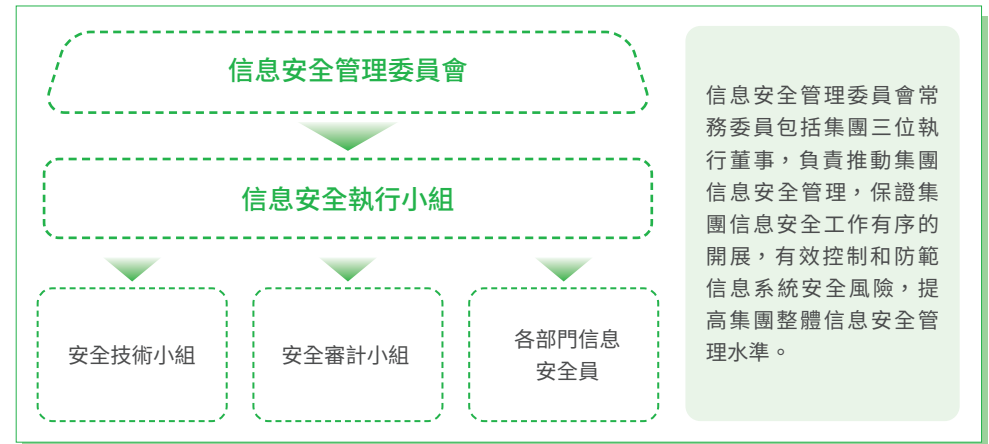 信息安全管理委員會
信息安全執行小組
安全技術小組
安全審計小組
各部門信息
安全員
信息安全管理委員會常
務委員包括集團三位執
行董事，負責推動集團
信息安全管理，保證集
團信息安全工作有序的
開展，有效控制和防範
信息系統安全風險，提
高集團整體信息安全管
理水準。